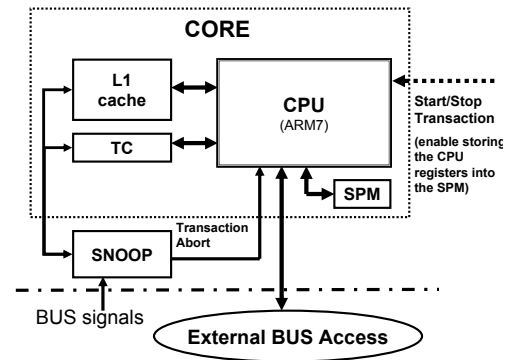 CORE
L1
cache
CPU
(ARM7)
TC
Start/Stop
Transaction
(enable storing
the CPU
registers into
the SPM)
SPM
Transaction
Abort
SNOOP
BUS signals
External BUS Access